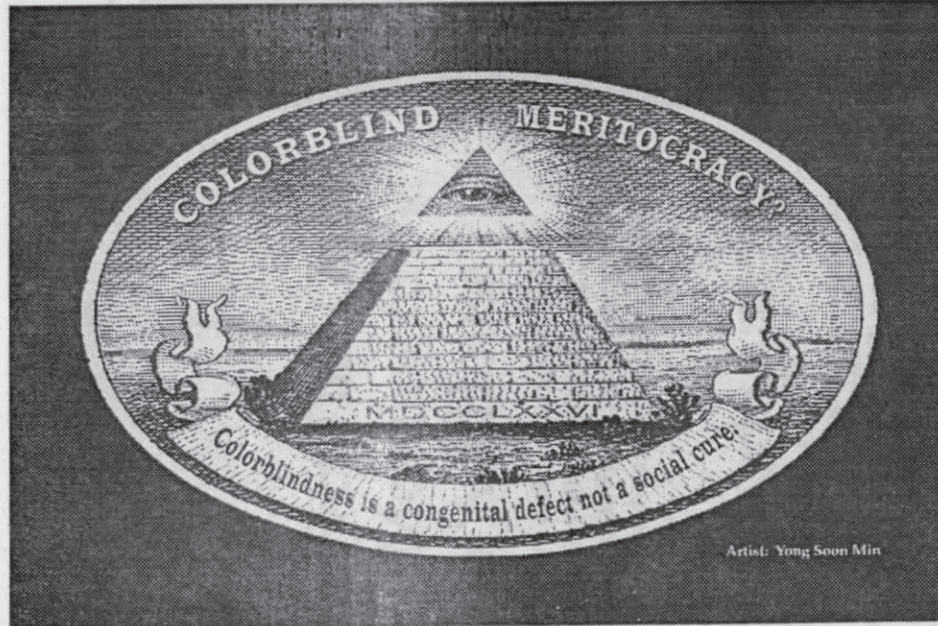 COLORBLIND MERITOCRACY?
MDCCLXXVI
Colorblindness is a congenital defect not a social cure.
Artist: Yong Soon Min